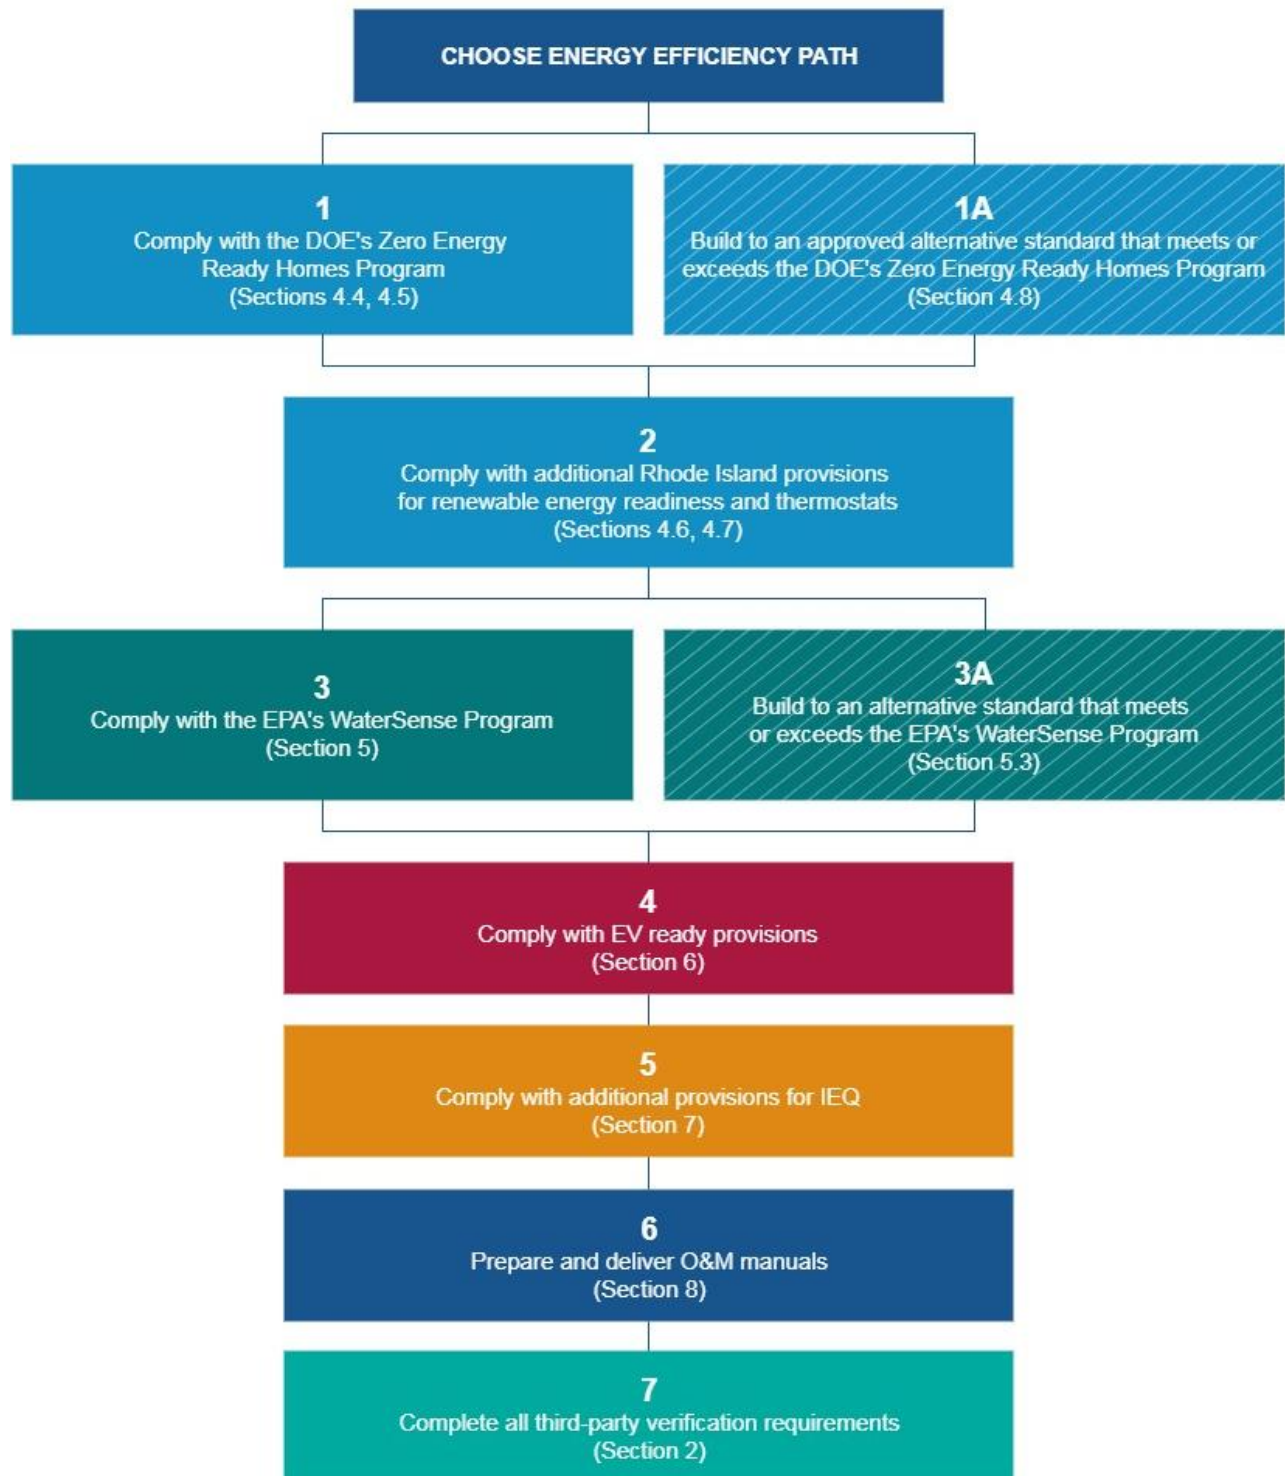 CHOOSE ENERGY EFFICIENCY PATH
1
Comply with the DOE's Zero Energy
Ready Homes Program
(Sections 4.4, 4.5)
1A
Build to an approved alternative standard that meets or
exceeds the DOE's Zero Energy Ready Homes Program
(Section 4.8)
2
Comply with additional Rhode Island provisions
for renewable energy readiness and thermostats
(Sections 4.6, 4.7)
3
Comply with the EPA's WaterSense Program
(Section 5)
3A
Build to an alternative standard that meets
or exceeds the EPA's WaterSense Program
(Section 5.3)
4
Comply with EV ready provisions
(Section 6)
5
Comply with additional provisions for IEQ
(Section 7)
6
Prepare and deliver O&M manuals
(Section 8)
7
Complete all third-party verification requirements
(Section 2)